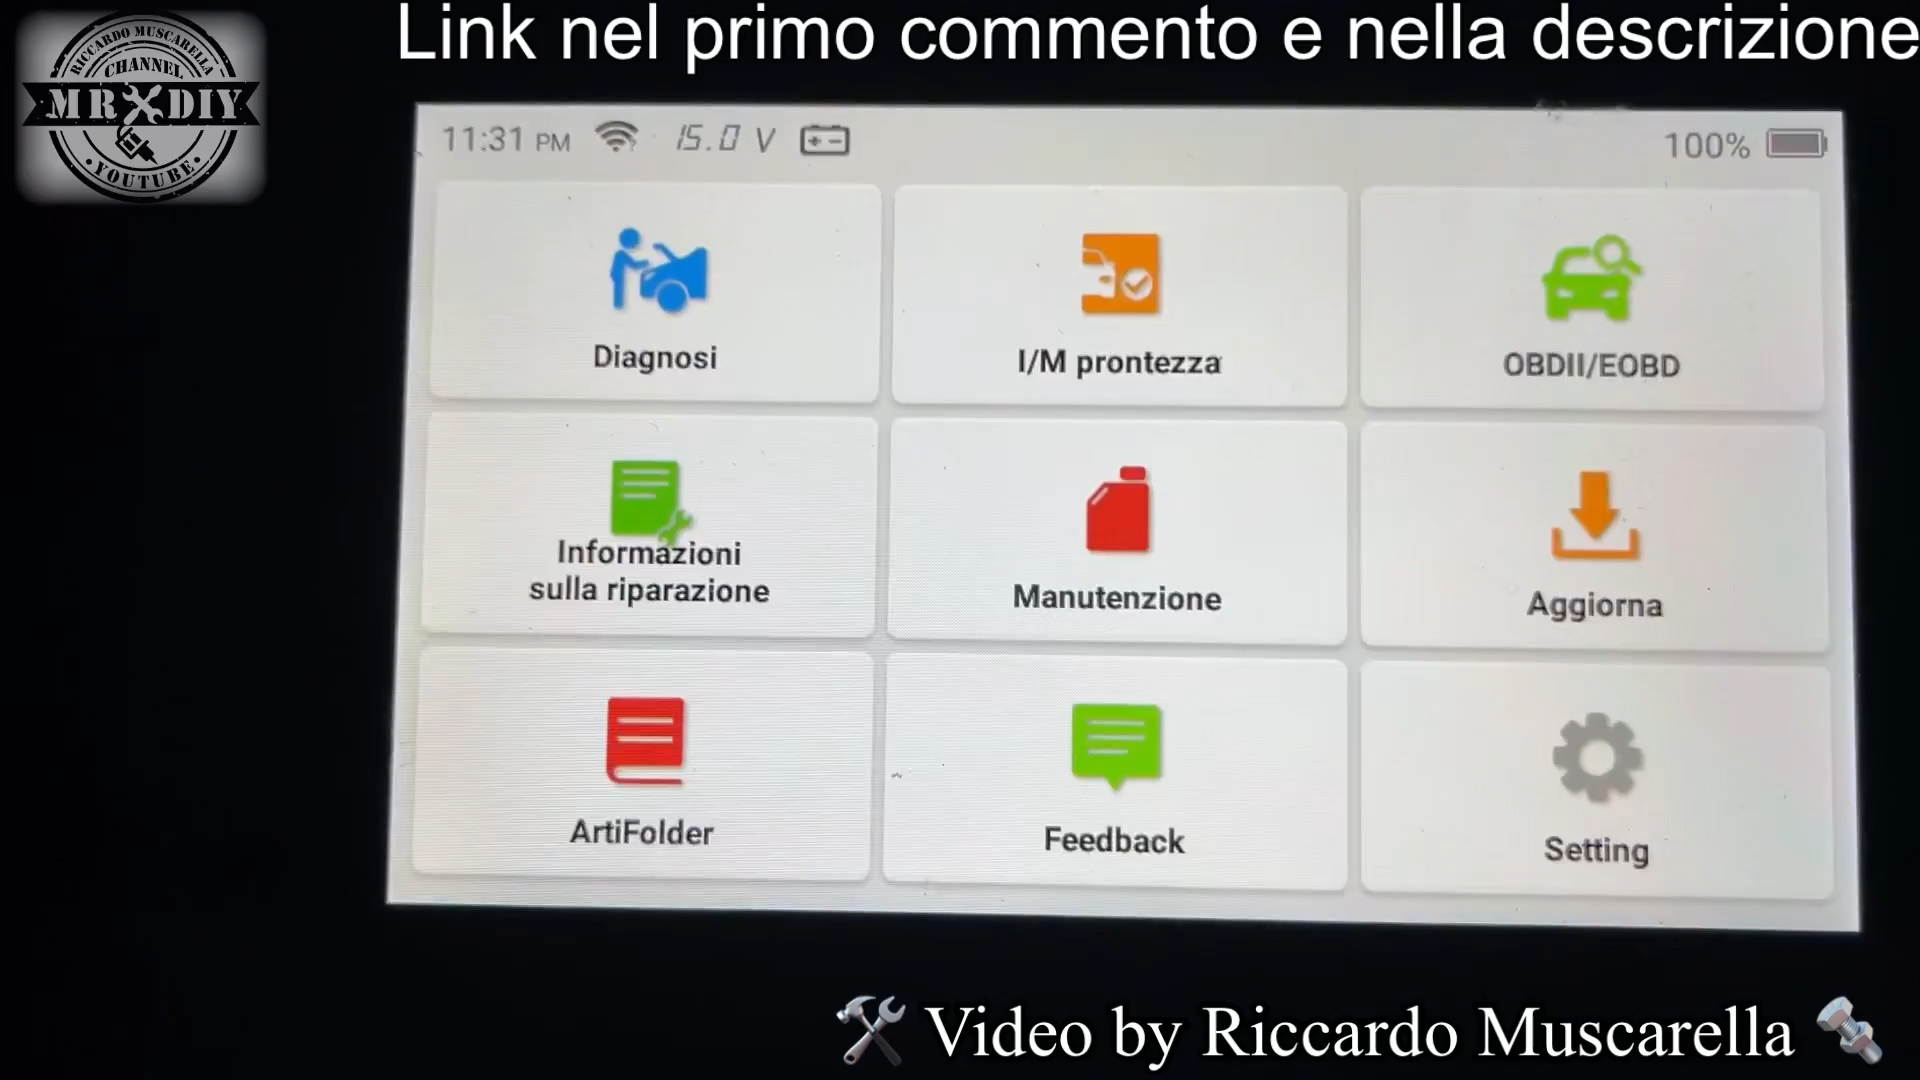 Link nel primo commento e nella descrizione
RICCARDO MUSCARELLA
CHANNEL
MR DIY
YOUTUBE
11:31 PM 15.0 V 100%
Diagnosi
I/M prontezza
OBDII/EOBD
Informazioni
sulla riparazione
Manutenzione
Aggiorna
ArtiFolder
Feedback
Setting
Video by Riccardo Muscarella